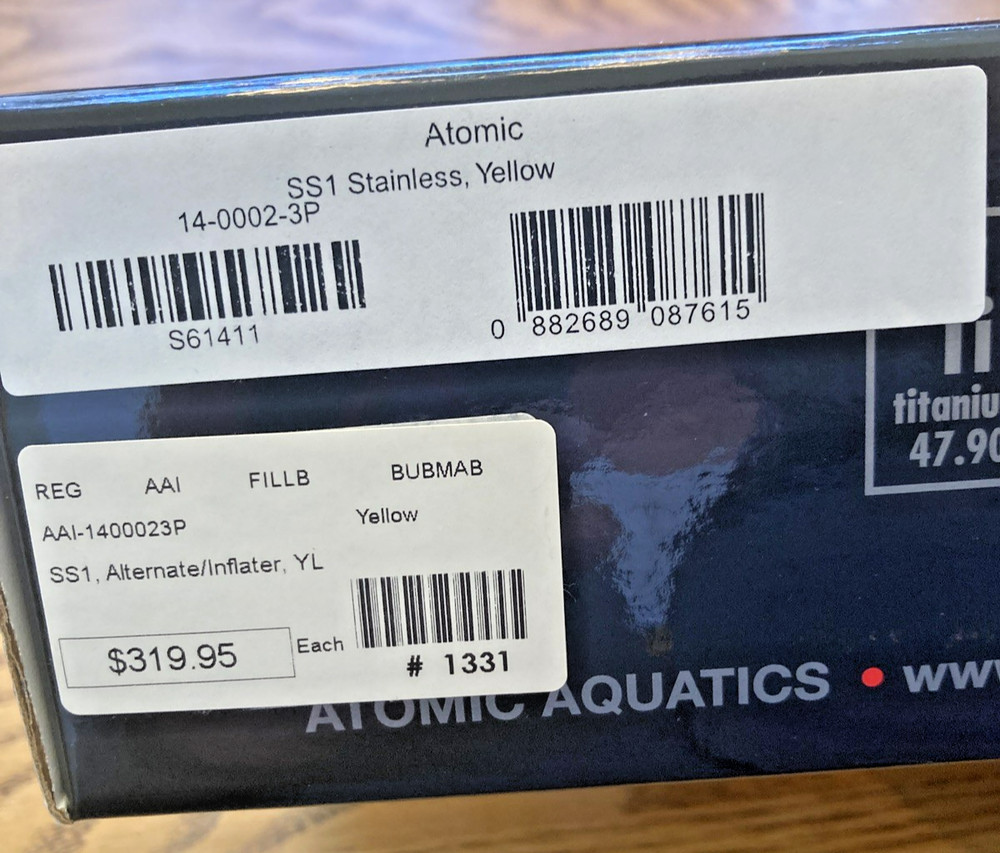 Atomic
SS1 Stainless, Yellow
14-0002-3P
S61411
0 882689 087615
titaniu
47.90
REG AAI FILLB BUBMAB
AAI-1400023P Yellow
SS1, Alternate/Inflater, YL
$319.95 Each
# 1331
ATOMIC AQUATICS • www